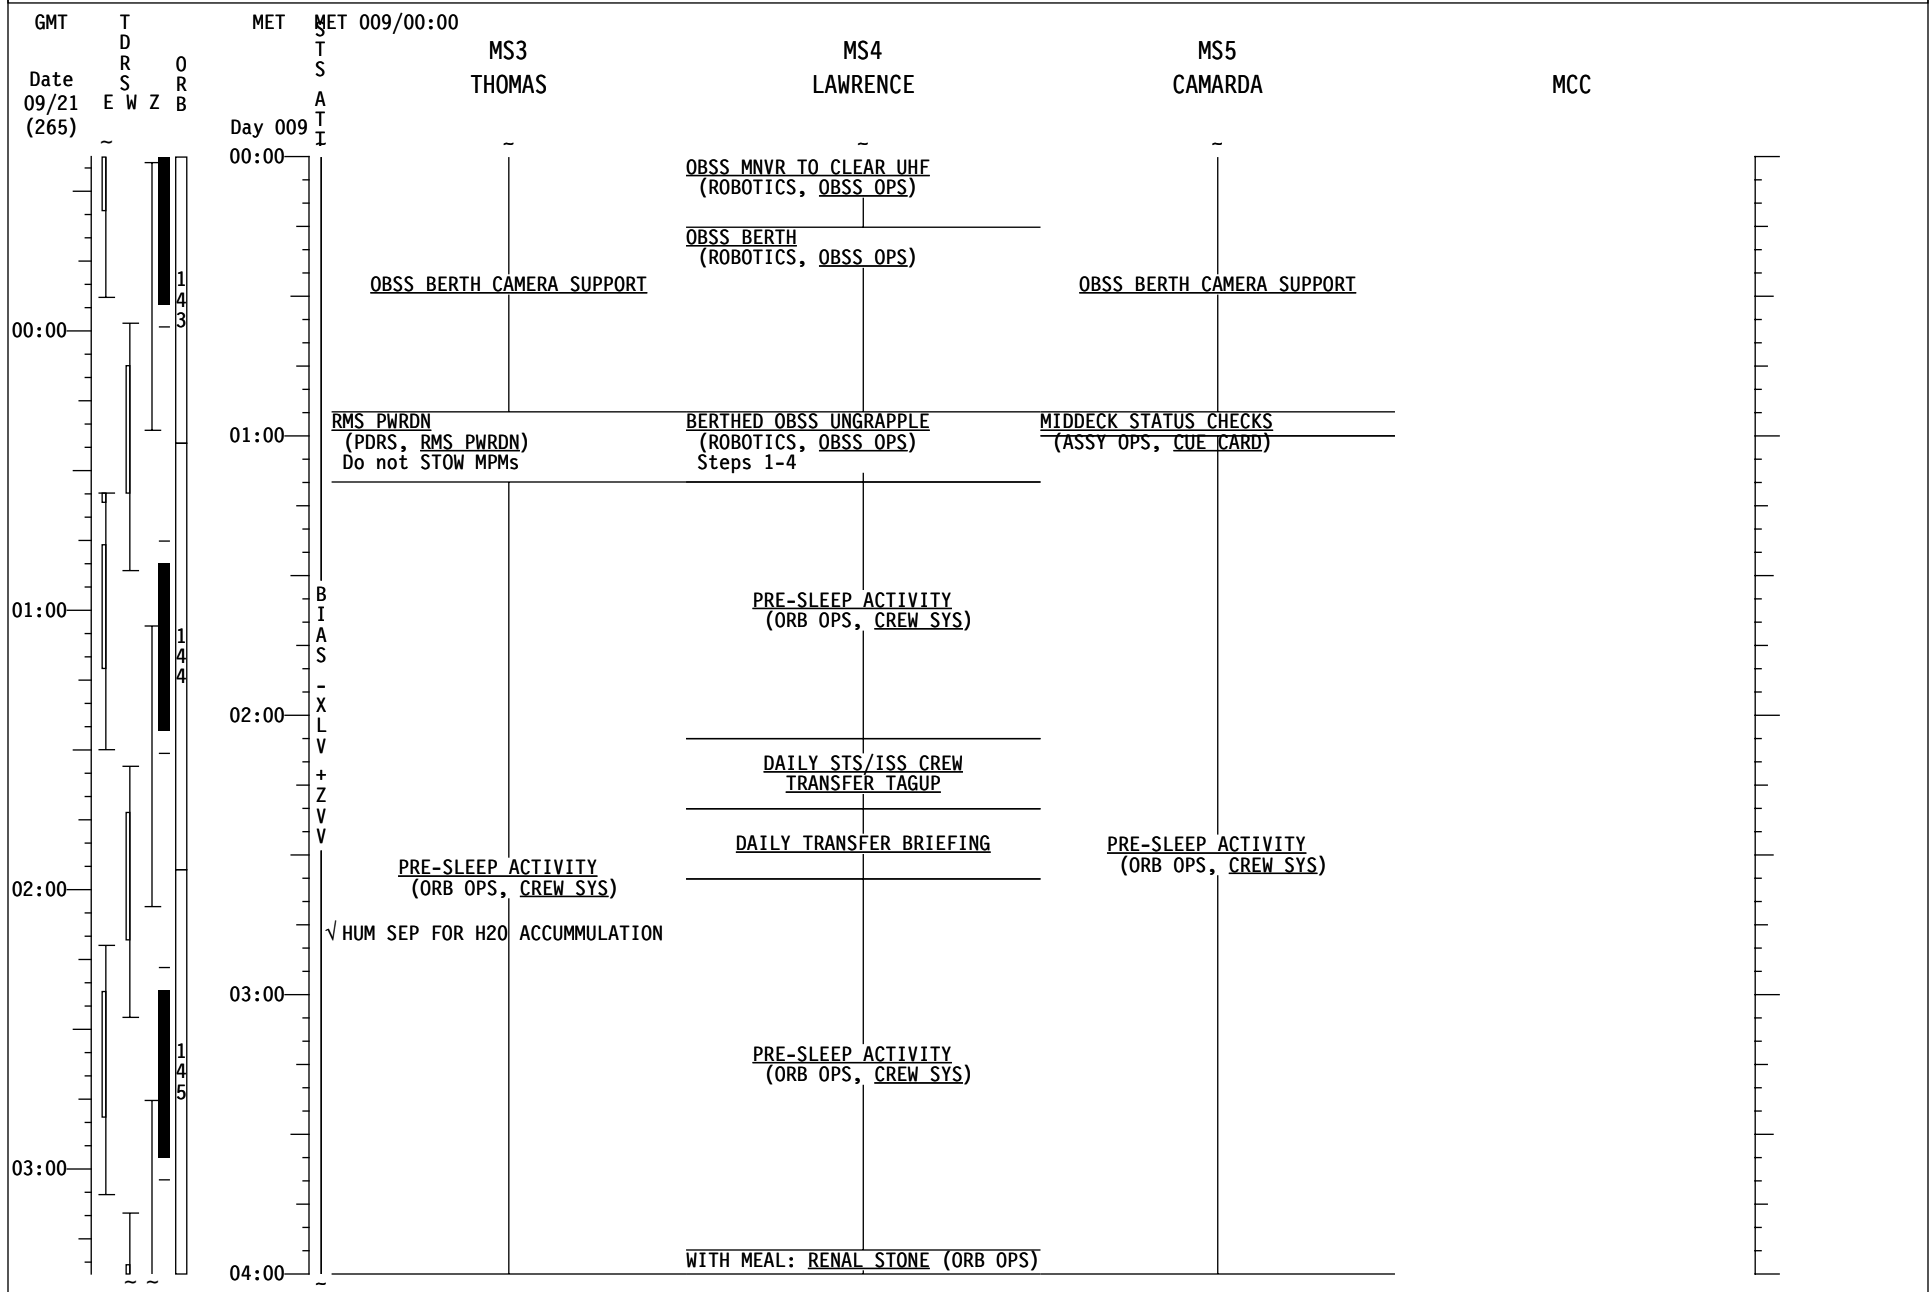 GMT
TDRS
MET
MET 009/00:00
STS ATT
Date
09/21
(265)
E W Z
ORB
Day 009
MS3
THOMAS
MS4
LAWRENCE
MS5
CAMARDA
MCC
~ ~ ~ ~ ~
00:00
OBSS MNVR TO CLEAR UHF
(ROBOTICS, OBSS OPS)
OBSS BERTH
(ROBOTICS, OBSS OPS)
OBSS BERTH CAMERA SUPPORT
OBSS BERTH CAMERA SUPPORT
143
00:00
01:00
RMS PWRDN
(PDRS, RMS PWRDN)
Do not STOW MPMs
BERTHED OBSS UNGRAPPLE
(ROBOTICS, OBSS OPS)
Steps 1-4
MIDDECK STATUS CHECKS
(ASSY OPS, CUE CARD)
01:00
144
BIAS -XLV +ZVV
PRE-SLEEP ACTIVITY
(ORB OPS, CREW SYS)
02:00
DAILY STS/ISS CREW
TRANSFER TAGUP
DAILY TRANSFER BRIEFING
PRE-SLEEP ACTIVITY
(ORB OPS, CREW SYS)
PRE-SLEEP ACTIVITY
(ORB OPS, CREW SYS)
02:00
√HUM SEP FOR H2O ACCUMMULATION
03:00
145
PRE-SLEEP ACTIVITY
(ORB OPS, CREW SYS)
03:00
WITH MEAL: RENAL STONE (ORB OPS)
04:00
~ ~ ~